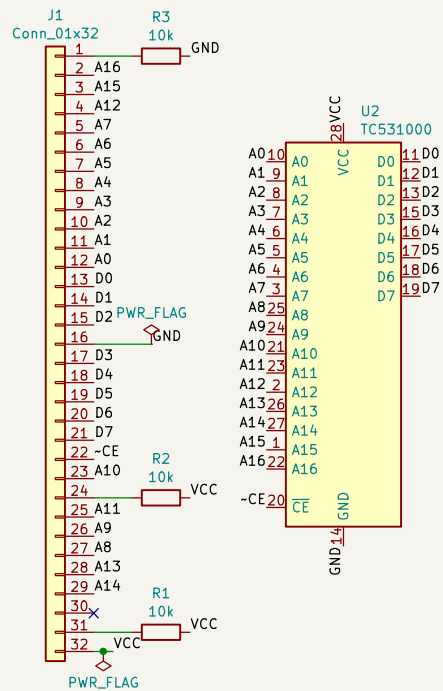 J1
Conn_01x32
1
2 A16
3 A15
4 A12
5 A7
6 A6
7 A5
8 A4
9 A3
10 A2
11 A1
12 A0
13 D0
14 D1
15 D2
16
17 D3
18 D4
19 D5
20 D6
21 D7
22 ~CE
23 A10
24
25 A11
26 A9
27 A8
28 A13
29 A14
30
31
32
R3
10k
GND
PWR_FLAG
GND
R2
10k
VCC
R1
10k
VCC
VCC
PWR_FLAG
U2
TC531000
VCC
28
VCC
A0 10 A0
A1 9 A1
A2 8 A2
A3 7 A3
A4 6 A4
A5 5 A5
A6 4 A6
A7 3 A7
A8 25 A8
A9 24 A9
A10 21 A10
A11 23 A11
A12 2 A12
A13 26 A13
A14 27 A14
A15 1 A15
A16 22 A16
~CE 20 CE
D0 11 D0
D1 12 D1
D2 13 D2
D3 15 D3
D4 16 D4
D5 17 D5
D6 18 D6
D7 19 D7
GND
14
GND